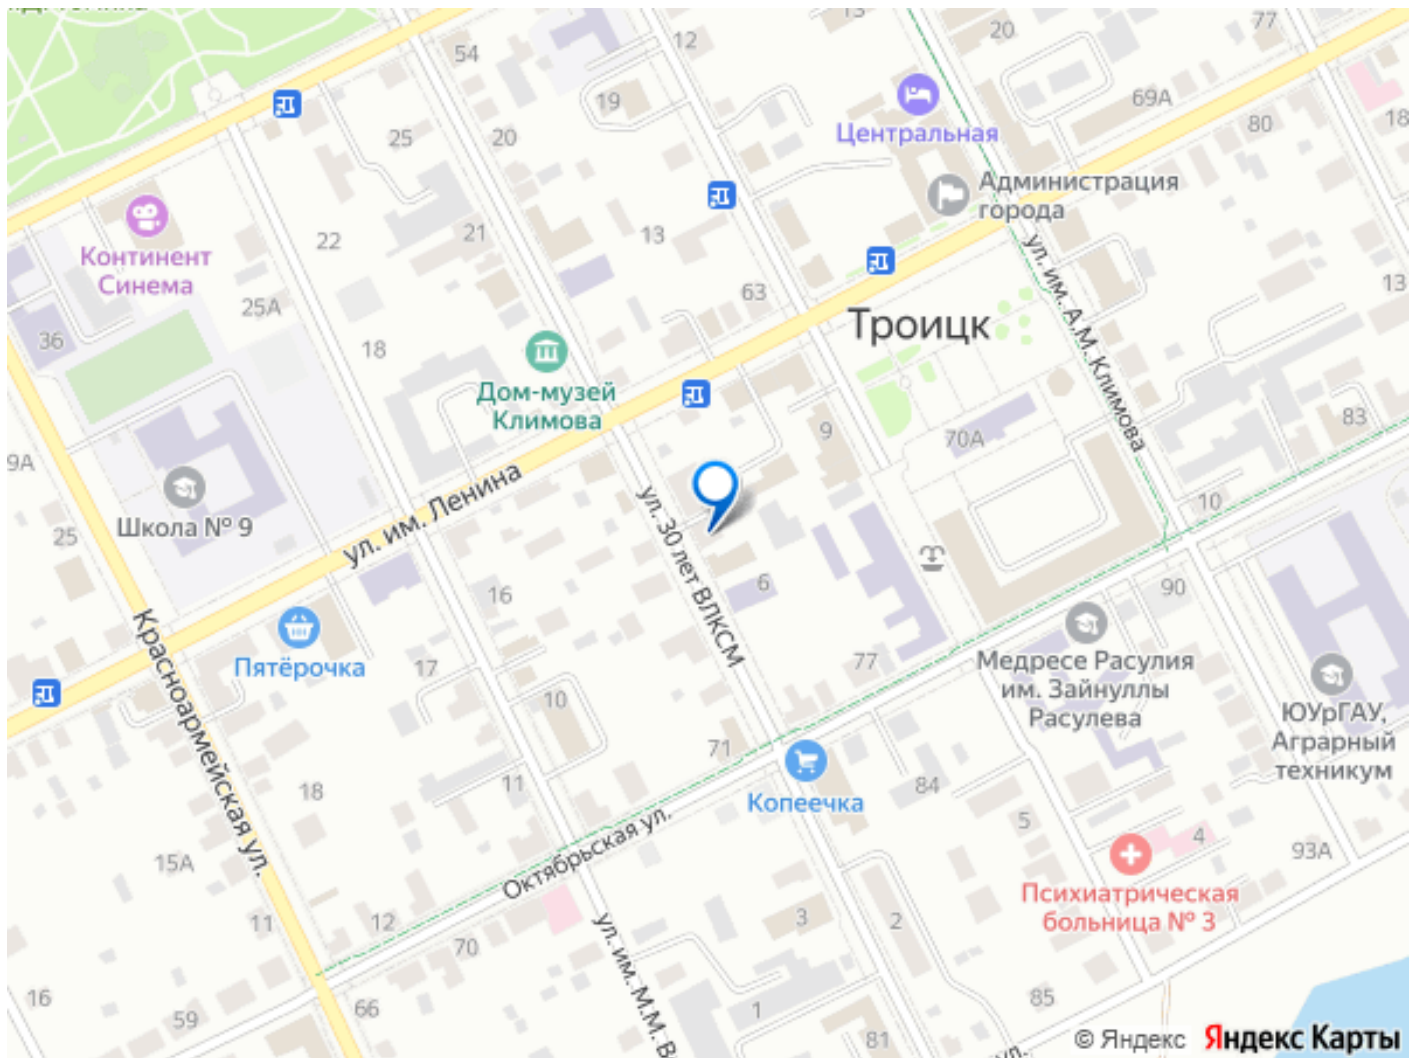 54
12
13
20
77
19
69А
18
80
25
20
Центральная
Администрация
города
21
22
13
Континент
Синема
25А
63
13
ул. им. А.М. Климова
Троицк
36
18
Дом-музей
Климова
83
9
70А
9А
Школа № 9
ул. им. Ленина
ул. 30 лет ВЛКСМ
10
25
6
90
16
Красноармейская ул.
Пятёрочка
17
77
Медресе Расулия
им. Зайнуллы
Расулева
ЮУрГАУ,
Аграрный
техникум
10
71
11
18
Копеечка
84
5
4
93А
15А
Октябрьская ул.
Психиатрическая
больница № 3
11
12
70
3
2
ул. им. М.М. В
16
59
66
1
85
81
ул.
© Яндекс Яндекс Карты